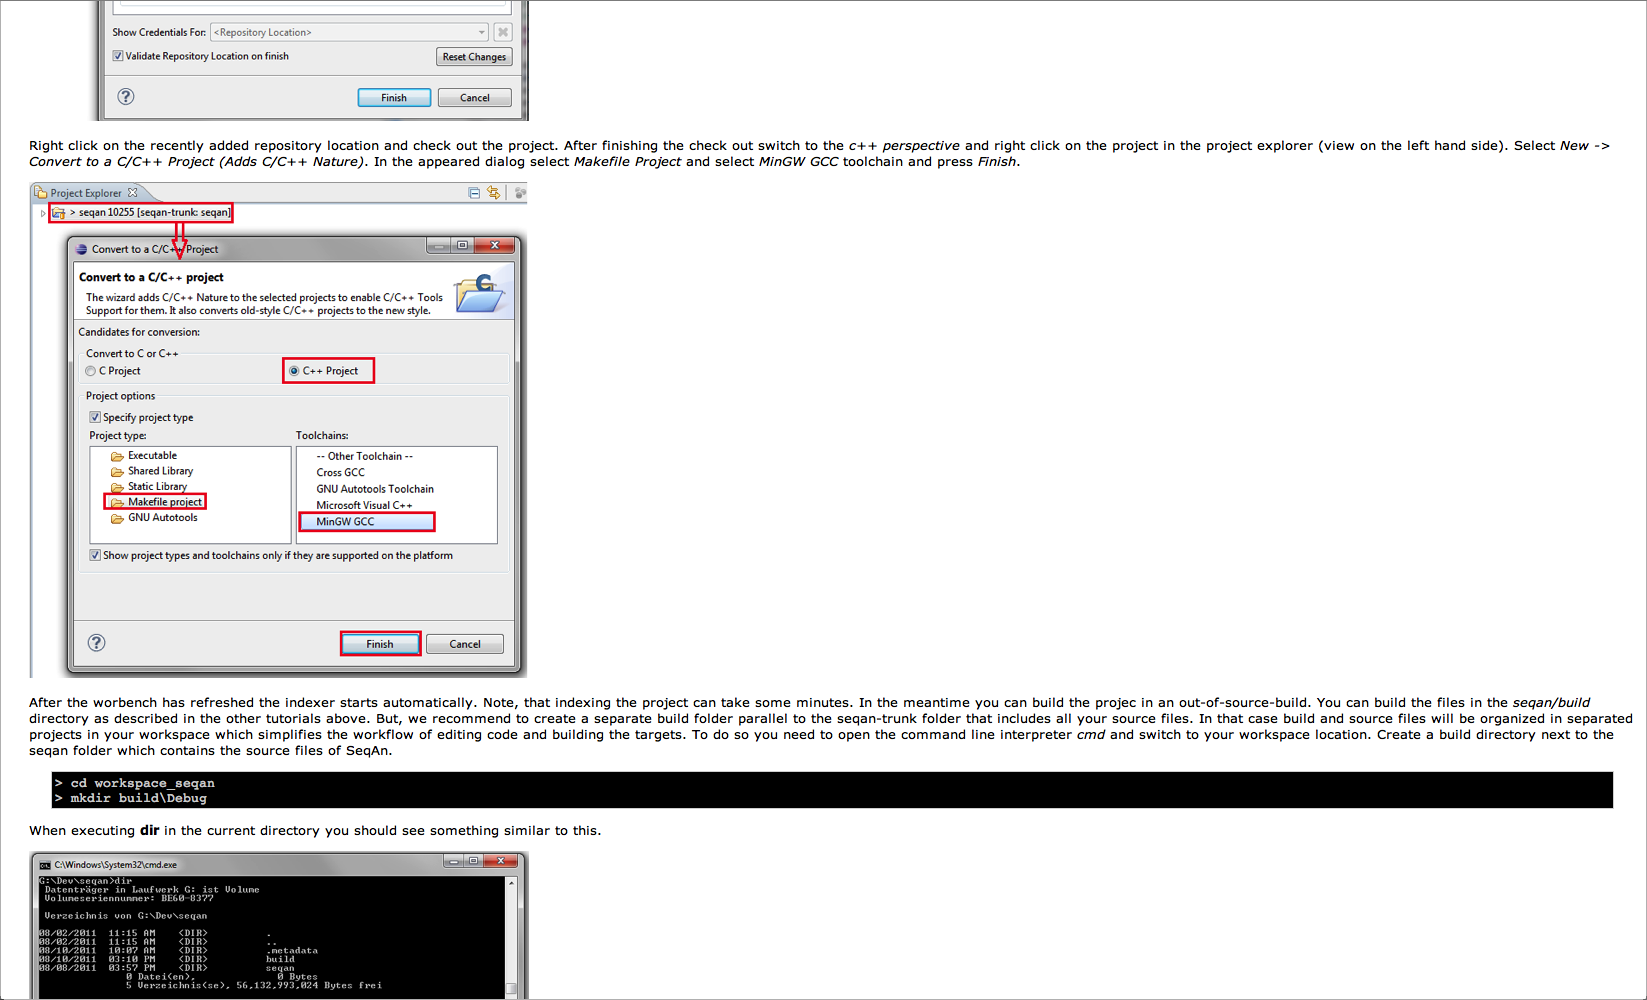 Show Credentials For: <Repository Location>
Validate Repository Location on finish
Reset Changes
Finish
Cancel
Right click on the recently added repository location and check out the project. After finishing the check out switch to the c++ perspective and right click on the project in the project explorer (view on the left hand side). Select New ->
Convert to a C/C++ Project (Adds C/C++ Nature). In the appeared dialog select Makefile Project and select MinGW GCC toolchain and press Finish.
Project Explorer
> seqan 10255 [seqan-trunk: seqan]
Convert to a C/C++ Project
Convert to a C/C++ project
The wizard adds C/C++ Nature to the selected projects to enable C/C++ Tools
Support for them. It also converts old-style C/C++ projects to the new style.
Candidates for conversion:
Convert to C or C++
C Project
C++ Project
Project options
Specify project type
Project type:
Toolchains:
Executable
Shared Library
Static Library
Makefile project
GNU Autotools
-- Other Toolchain --
Cross GCC
GNU Autotools Toolchain
Microsoft Visual C++
MinGW GCC
Show project types and toolchains only if they are supported on the platform
Finish
Cancel
After the worbench has refreshed the indexer starts automatically. Note, that indexing the project can take some minutes. In the meantime you can build the projec in an out-of-source-build. You can build the files in the seqan/build
directory as described in the other tutorials above. But, we recommend to create a separate build folder parallel to the seqan-trunk folder that includes all your source files. In that case build and source files will be organized in separated
projects in your workspace which simplifies the workflow of editing code and building the targets. To do so you need to open the command line interpreter cmd and switch to your workspace location. Create a build directory next to the
seqan folder which contains the source files of SeqAn.
> cd workspace_seqan
> mkdir build\Debug
When executing dir in the current directory you should see something similar to this.
C:\Windows\System32\cmd.exe
G:\Dev\seqan>dir
Datenträger in Laufwerk G: ist Volume
Volumeseriennummer: BE60-8377
Verzeichnis von G:\Dev\seqan
08/02/2011 11:15 AM <DIR> .
08/02/2011 11:15 AM <DIR> ..
08/10/2011 10:07 AM <DIR> .metadata
08/10/2011 03:10 PM <DIR> build
08/08/2011 03:57 PM <DIR> seqan
0 Datei(en), 0 Bytes
5 Verzeichnis(se), 56,132,993,024 Bytes frei